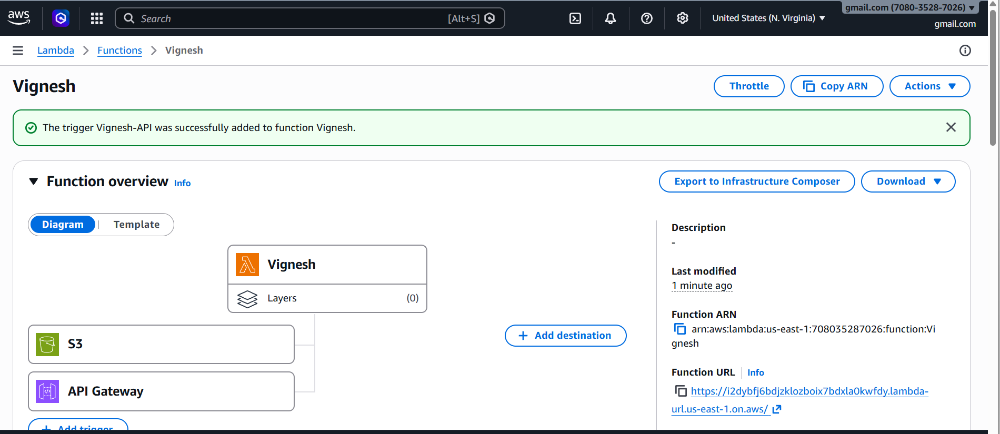 aws
Search [Alt+S]
United States (N. Virginia)
gmail.com (7080-3528-7026)
gmail.com
Lambda > Functions > Vignesh
Vignesh
Throttle
Copy ARN
Actions
The trigger Vignesh-API was successfully added to function Vignesh.
Function overview Info
Export to Infrastructure Composer
Download
Diagram | Template
Vignesh
Layers (0)
S3
API Gateway
+ Add trigger
+ Add destination
Description
-
Last modified
1 minute ago
Function ARN
arn:aws:lambda:us-east-1:708035287026:function:Vi
gnesh
Function URL | Info
https://i2dybfj6bdjzklozboix7bdxla0kwfdy.lambda-
url.us-east-1.on.aws/